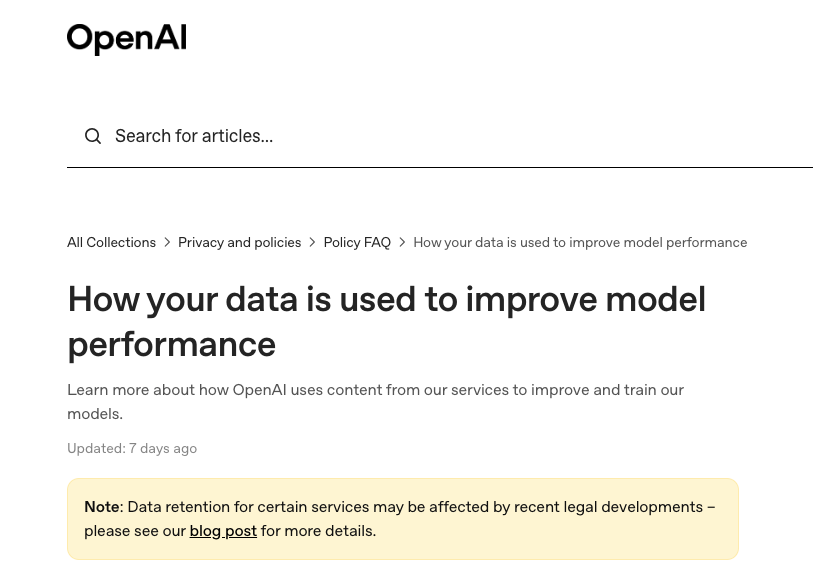 OpenAI
Search for articles...
All Collections > Privacy and policies > Policy FAQ > How your data is used to improve model performance
How your data is used to improve model
performance
Learn more about how OpenAI uses content from our services to improve and train our
models.
Updated: 7 days ago
Note: Data retention for certain services may be affected by recent legal developments –
please see our blog post for more details.